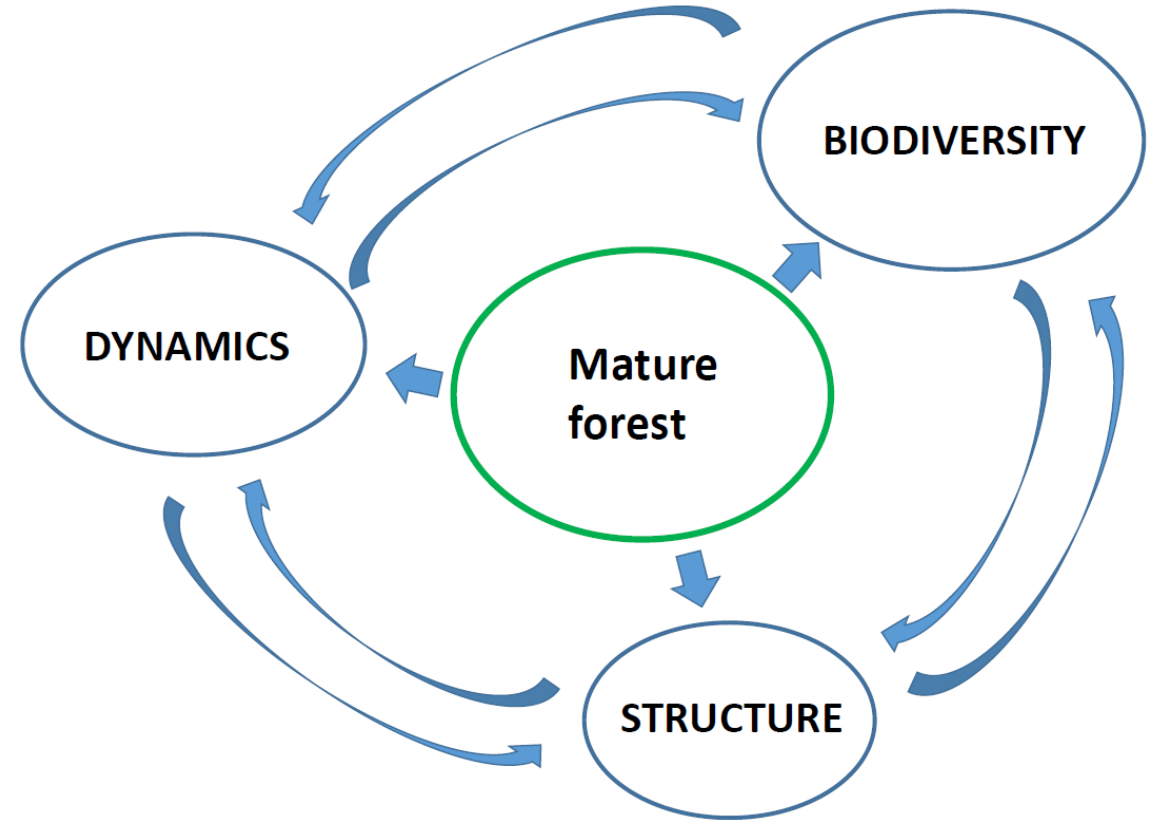 BIODIVERSITY
DYNAMICS
Mature
forest
STRUCTURE